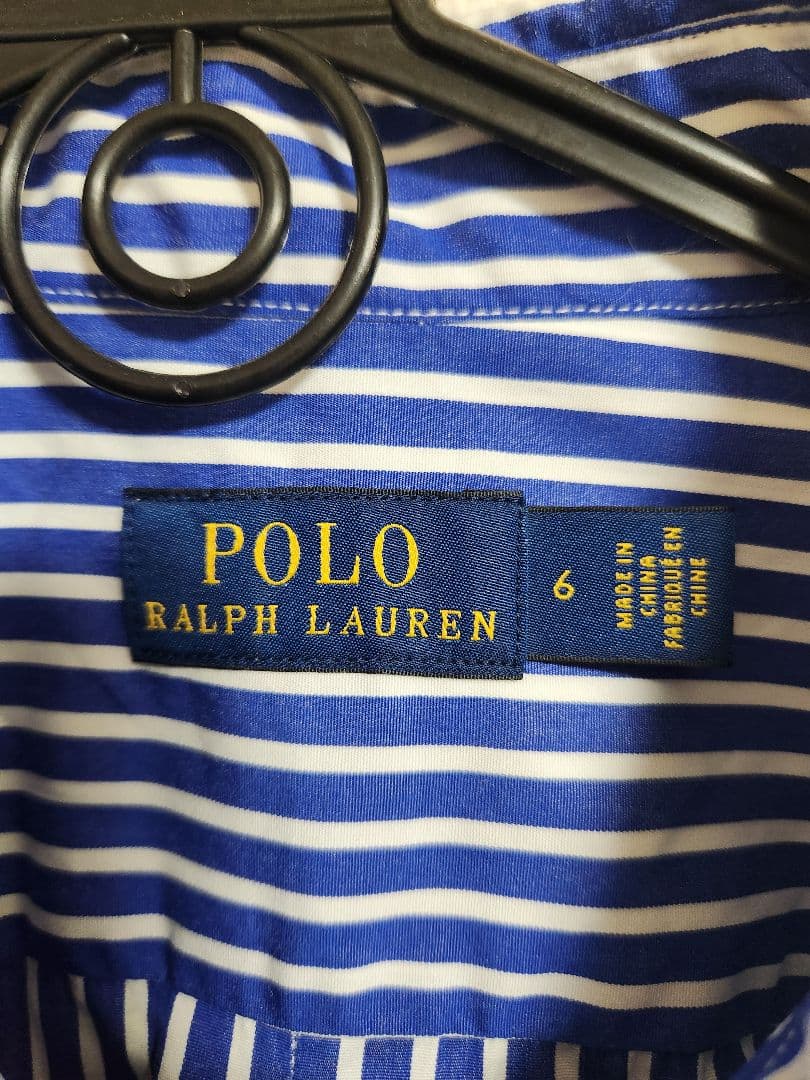 POLO
RALPH LAUREN
6
MADE IN
CHINA
FABRIQUÉ EN
CHINE